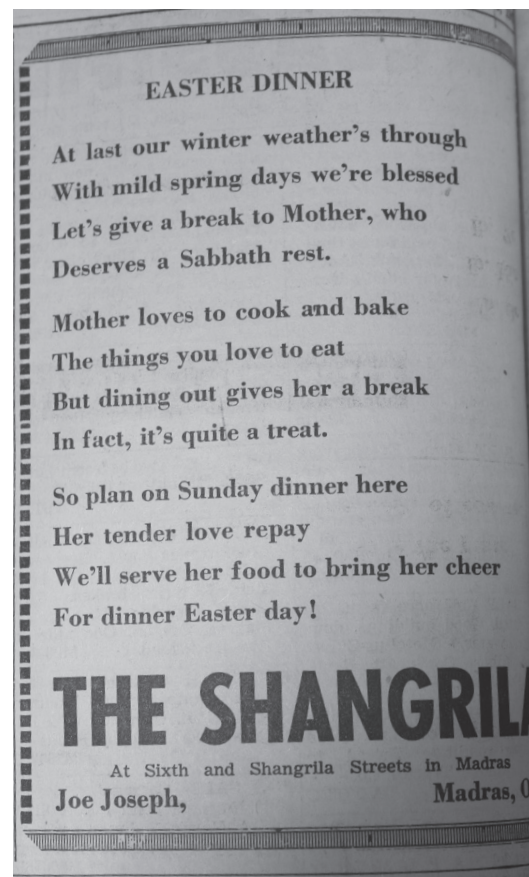 EASTER DINNER
At last our winter weather's through
With mild spring days we're blessed
Let's give a break to Mother, who
Deserves a Sabbath rest.
Mother loves to cook and bake
The things you love to eat
But dining out gives her a break
In fact, it's quite a treat.
So plan on Sunday dinner here
Her tender love repay
We'll serve her food to bring her cheer
For dinner Easter day!
THE SHANGRILA
At Sixth and Shangrila Streets in Madras
Joe Joseph, Madras,